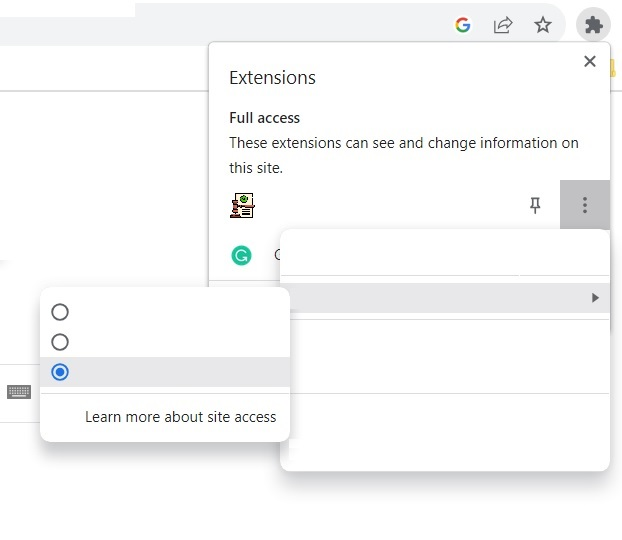 Extensions
Full access
These extensions can see and change information on
this site.
Learn more about site access